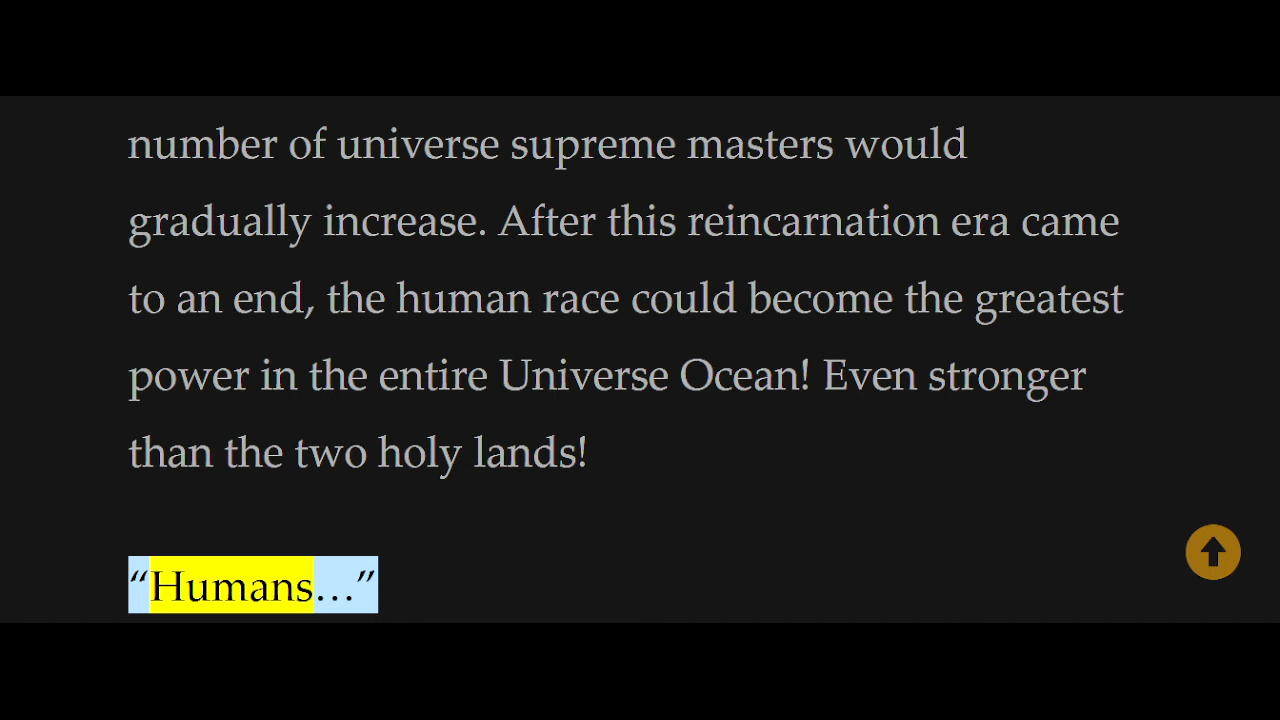 number of universe supreme masters would
gradually increase. After this reincarnation era came
to an end, the human race could become the greatest
power in the entire Universe Ocean! Even stronger
than the two holy lands!
“Humans…”